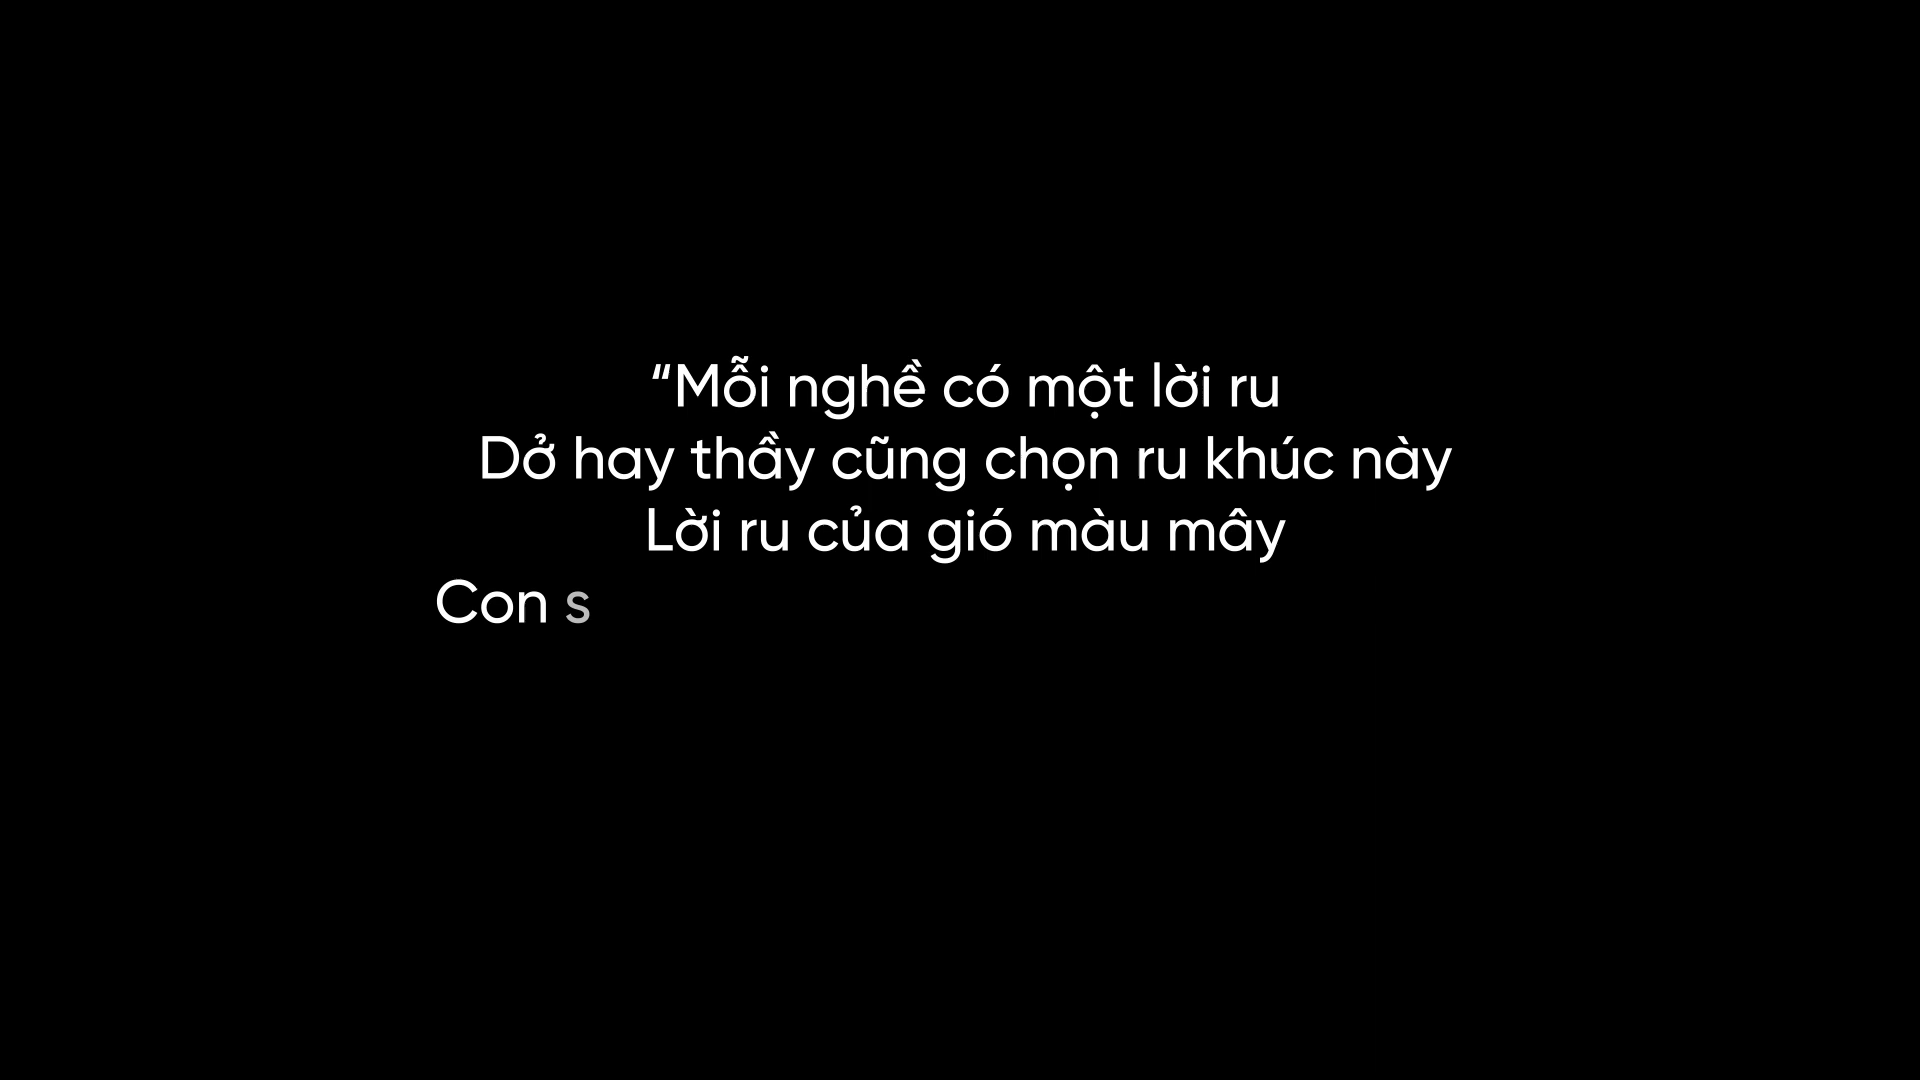 “Mỗi nghề có một lời ru
Dở hay thầy cũng chọn ru khúc này
Lời ru của gió màu mây
Con s